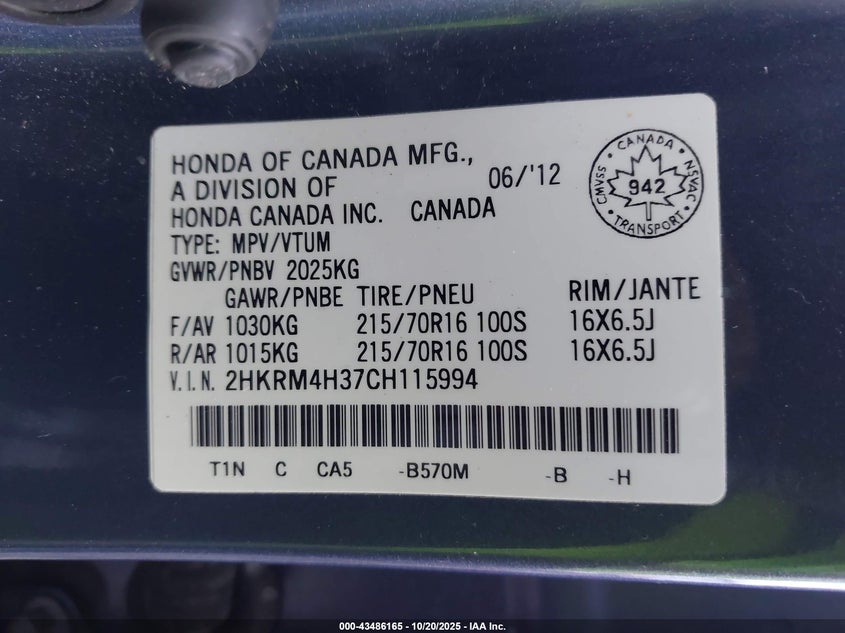 HONDA OF CANADA MFG.,
A DIVISION OF 06/'12
HONDA CANADA INC. CANADA
TYPE: MPV/VTUM
GVWR/PNBV 2025KG
GAWR/PNBE TIRE/PNEU RIM/JANTE
F/AV 1030KG 215/70R16 100S 16X6.5J
R/AR 1015KG 215/70R16 100S 16X6.5J
V.I.N. 2HKRM4H37CH115994
T1N C CA5 -B570M -B -H
CANADA
CMVSS 942 NSVAC
TRANSPORT
000-43486165 - 10/20/2025 - IAA Inc.